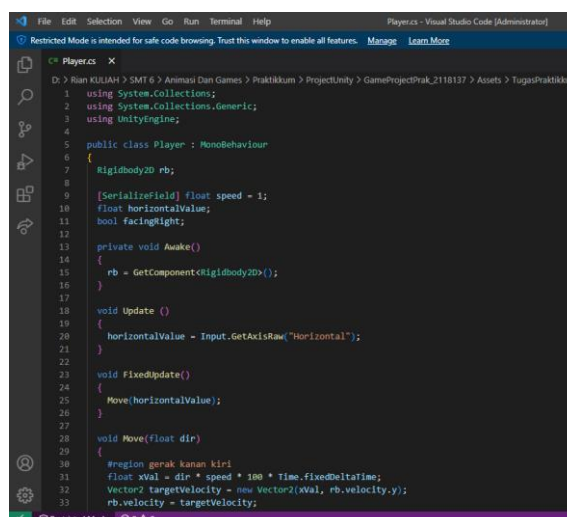 File Edit Selection View Go Run Terminal Help Player.cs - Visual Studio Code [Administrator]
Restricted Mode is intended for safe code browsing. Trust this window to enable all features. Manage Learn More
C# Player.cs X
D: > Rian KULIAH > SMT 6 > Animasi Dan Games > Praktikkum > ProjectUnity > GameProjectPrak_2118137 > Assets >
1 using System.Collections;
2 using System.Collections.Generic;
3 using UnityEngine;
4
5 public class Player : MonoBehaviour
6 {
7 Rigidbody2D rb;
8
9 [SerializeField] float speed = 1;
10 float horizontalValue;
11 bool facingRight;
12
13 private void Awake()
14 {
15 rb = GetComponent<Rigidbody2D>();
16 }
17
18 void Update ()
19 {
20 horizontalValue = Input.GetAxisRaw("Horizontal");
21 }
22
23 void FixedUpdate()
24 {
25 Move(horizontalValue);
26 }
27
28 void Move(float dir)
29 {
30 #region gerak kanan kiri
31 float xVal = dir * speed * 100 * Time.fixedDeltaTime;
32 Vector2 targetVelocity = new Vector2(xVal, rb.velocity.y);
33 rb.velocity = targetVelocity;